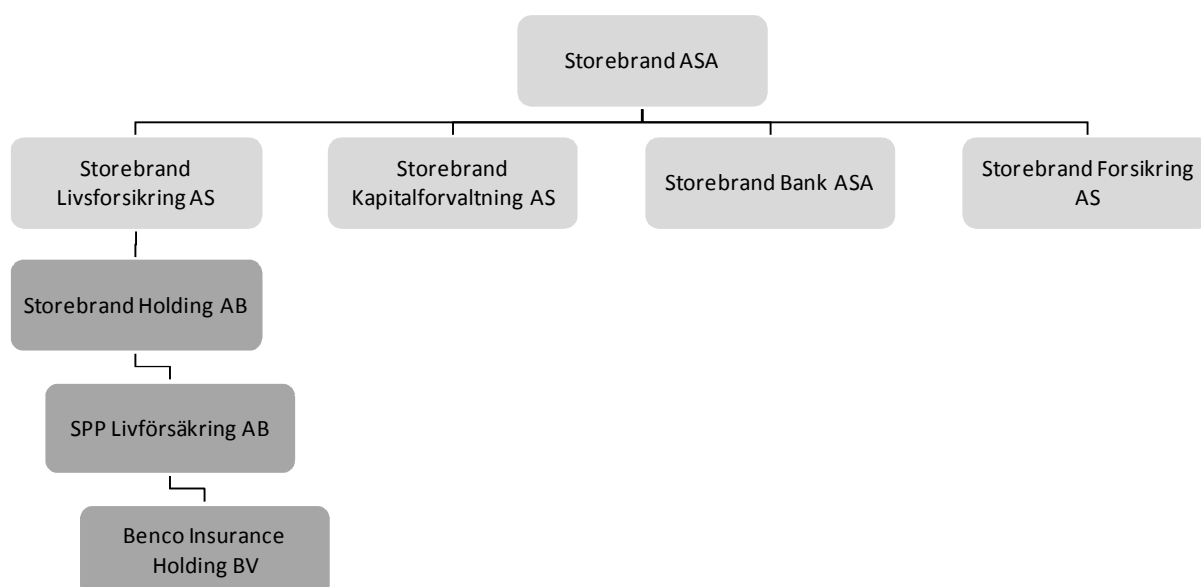 Storebrand ASA
Storebrand
Livsforsikring AS
Storebrand
Kapitalforvaltning AS
Storebrand Bank ASA
Storebrand Forsikring
AS
Storebrand Holding AB
SPP Livförsäkring AB
Benco Insurance
Holding BV